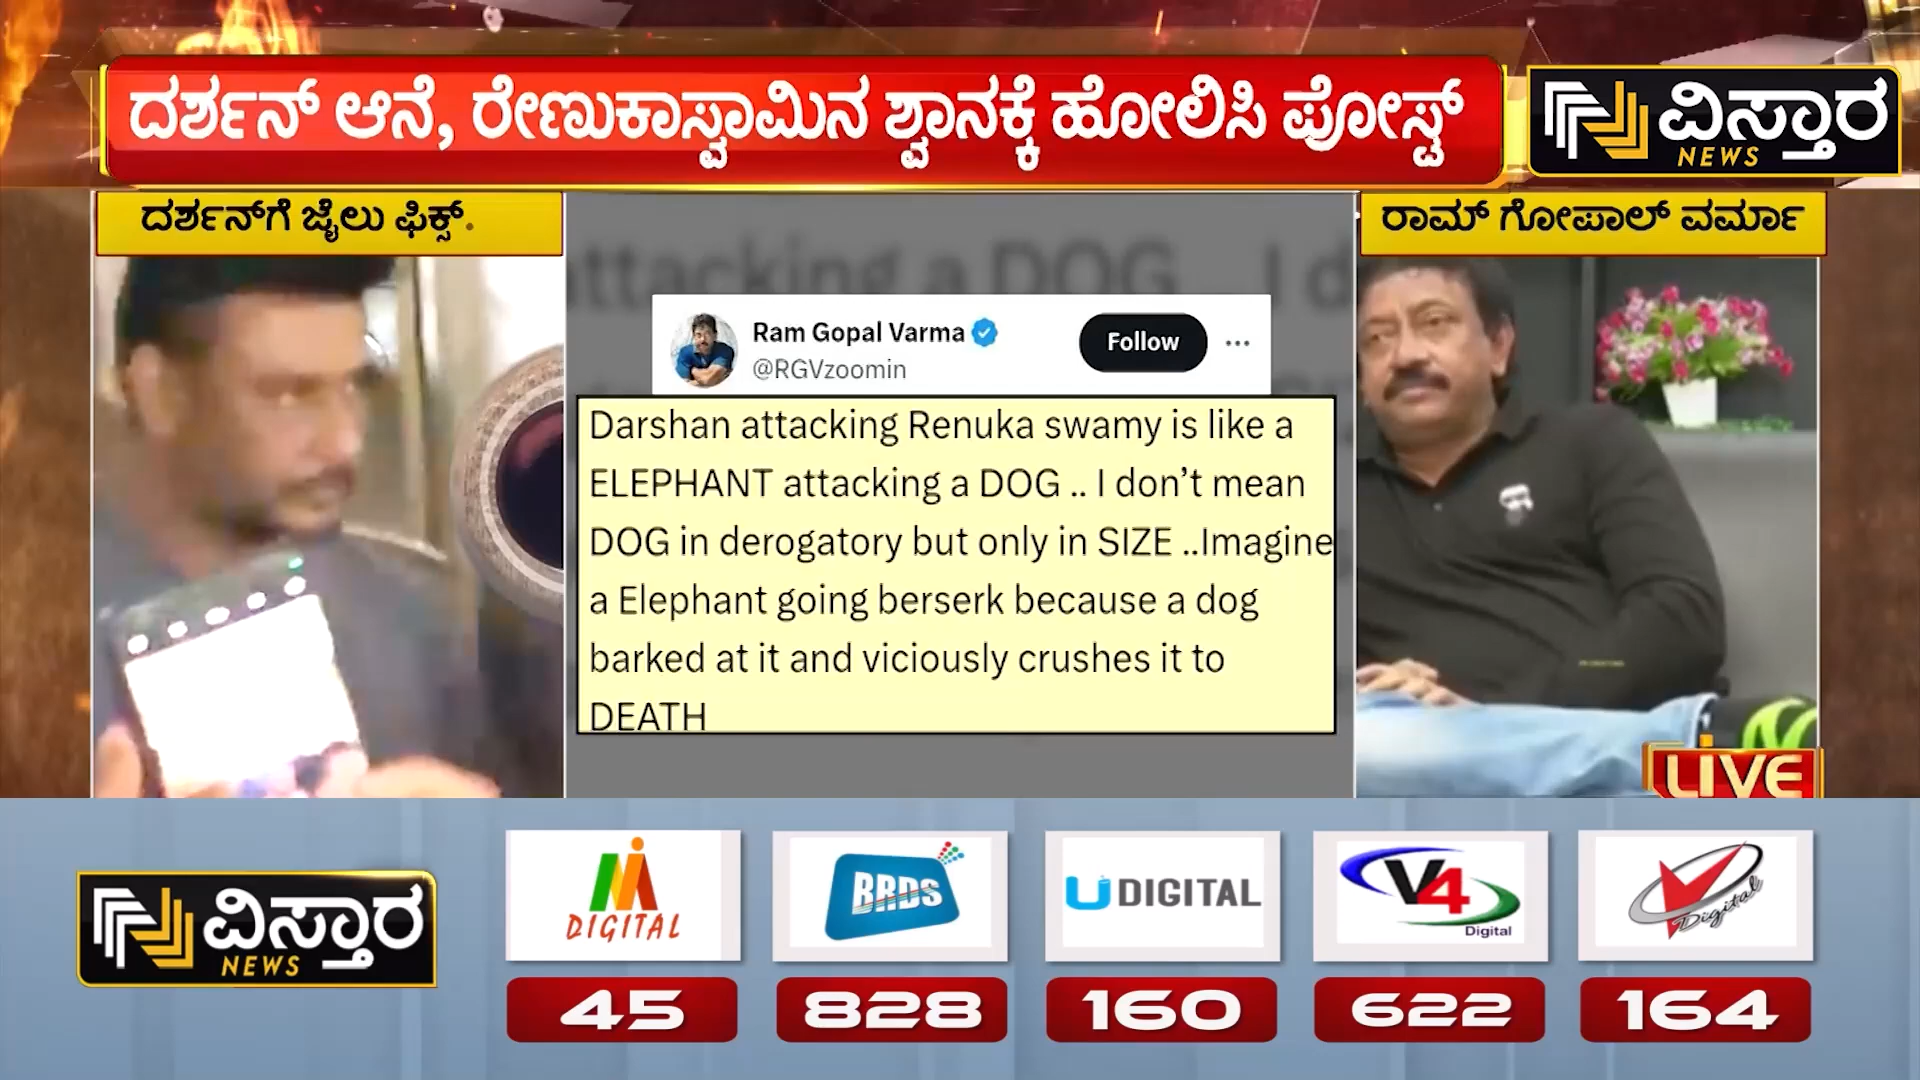 ದರ್ಶನ್ ಆನೆ, ರೇಣುಕಾಸ್ವಾಮಿನ ಶ್ವಾನಕ್ಕೆ ಹೋಲಿಸಿ ಪೋಸ್ಟ್
ವಿಸ್ತಾರ
NEWS
ದರ್ಶನ್‌ಗೆ ಜೈಲು ಫಿಕ್ಸ್.
ರಾಮ್ ಗೋಪಾಲ್ ವರ್ಮಾ
attacking a DOG .. I d
Ram Gopal Varma
Follow
@RGVzoomin
Darshan attacking Renuka swamy is like a
ELEPHANT attacking a DOG .. I don’t mean
DOG in derogatory but only in SIZE ..Imagine
a Elephant going berserk because a dog
barked at it and viciously crushes it to
DEATH
LIVE
ವಿಸ್ತಾರ
NEWS
M DIGITAL
BRDS
U DIGITAL
V4 Digital
Digital
45
828
160
622
164